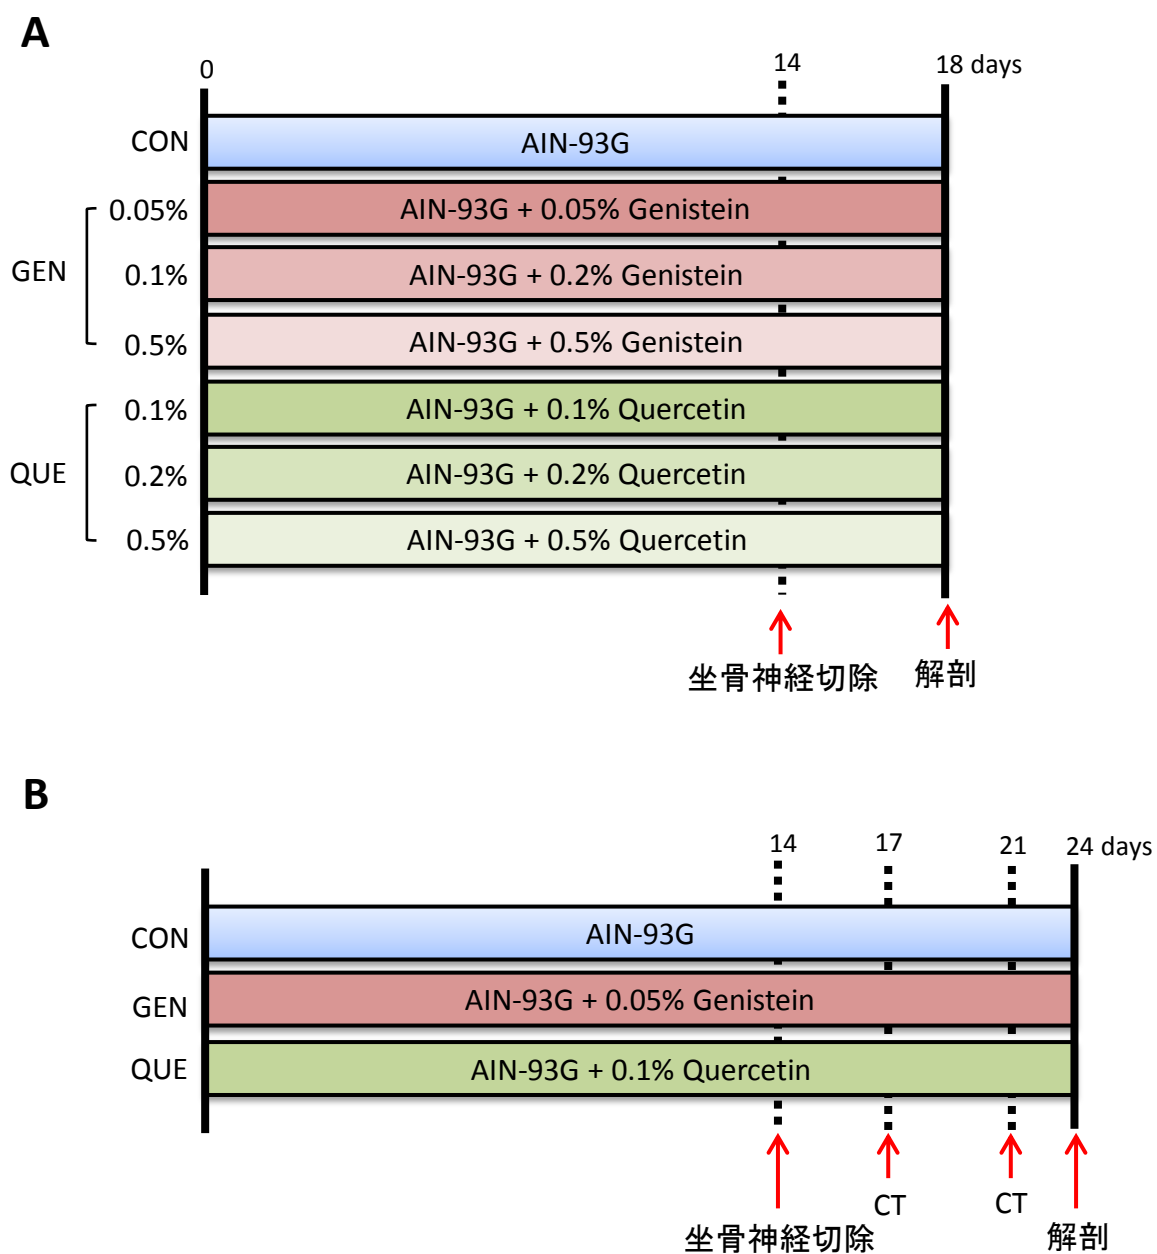 A
0 14 18 days
CON AIN-93G
0.05% AIN-93G + 0.05% Genistein
GEN 0.1% AIN-93G + 0.2% Genistein
0.5% AIN-93G + 0.5% Genistein
0.1% AIN-93G + 0.1% Quercetin
QUE 0.2% AIN-93G + 0.2% Quercetin
0.5% AIN-93G + 0.5% Quercetin
坐骨神経切除 解剖
B
14 17 21 24 days
CON AIN-93G
GEN AIN-93G + 0.05% Genistein
QUE AIN-93G + 0.1% Quercetin
CT CT
坐骨神経切除 解剖